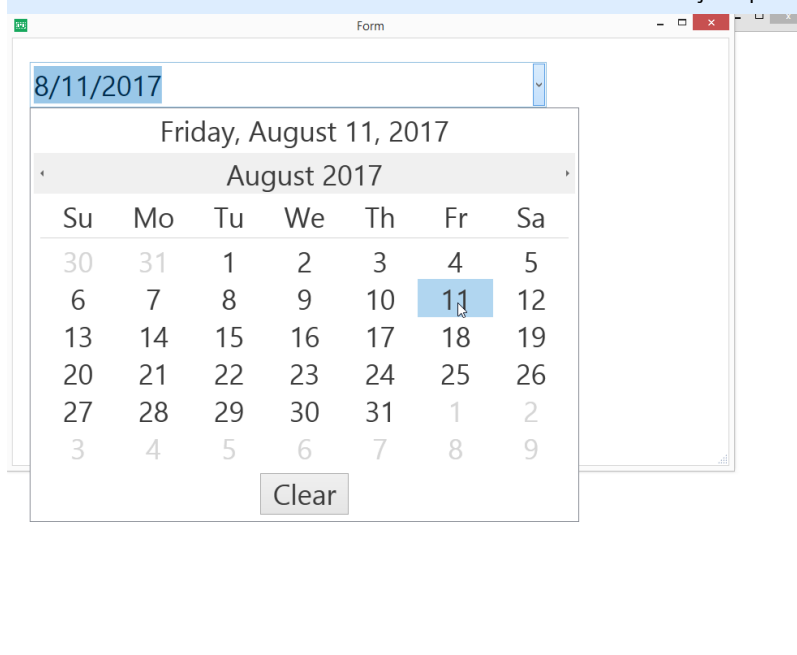 Form
8/11/2017
Friday, August 11, 2017
August 2017
Su Mo Tu We Th Fr Sa
30 31 1 2 3 4 5
6 7 8 9 10 11 12
13 14 15 16 17 18 19
20 21 22 23 24 25 26
27 28 29 30 31 1 2
3 4 5 6 7 8 9
Clear